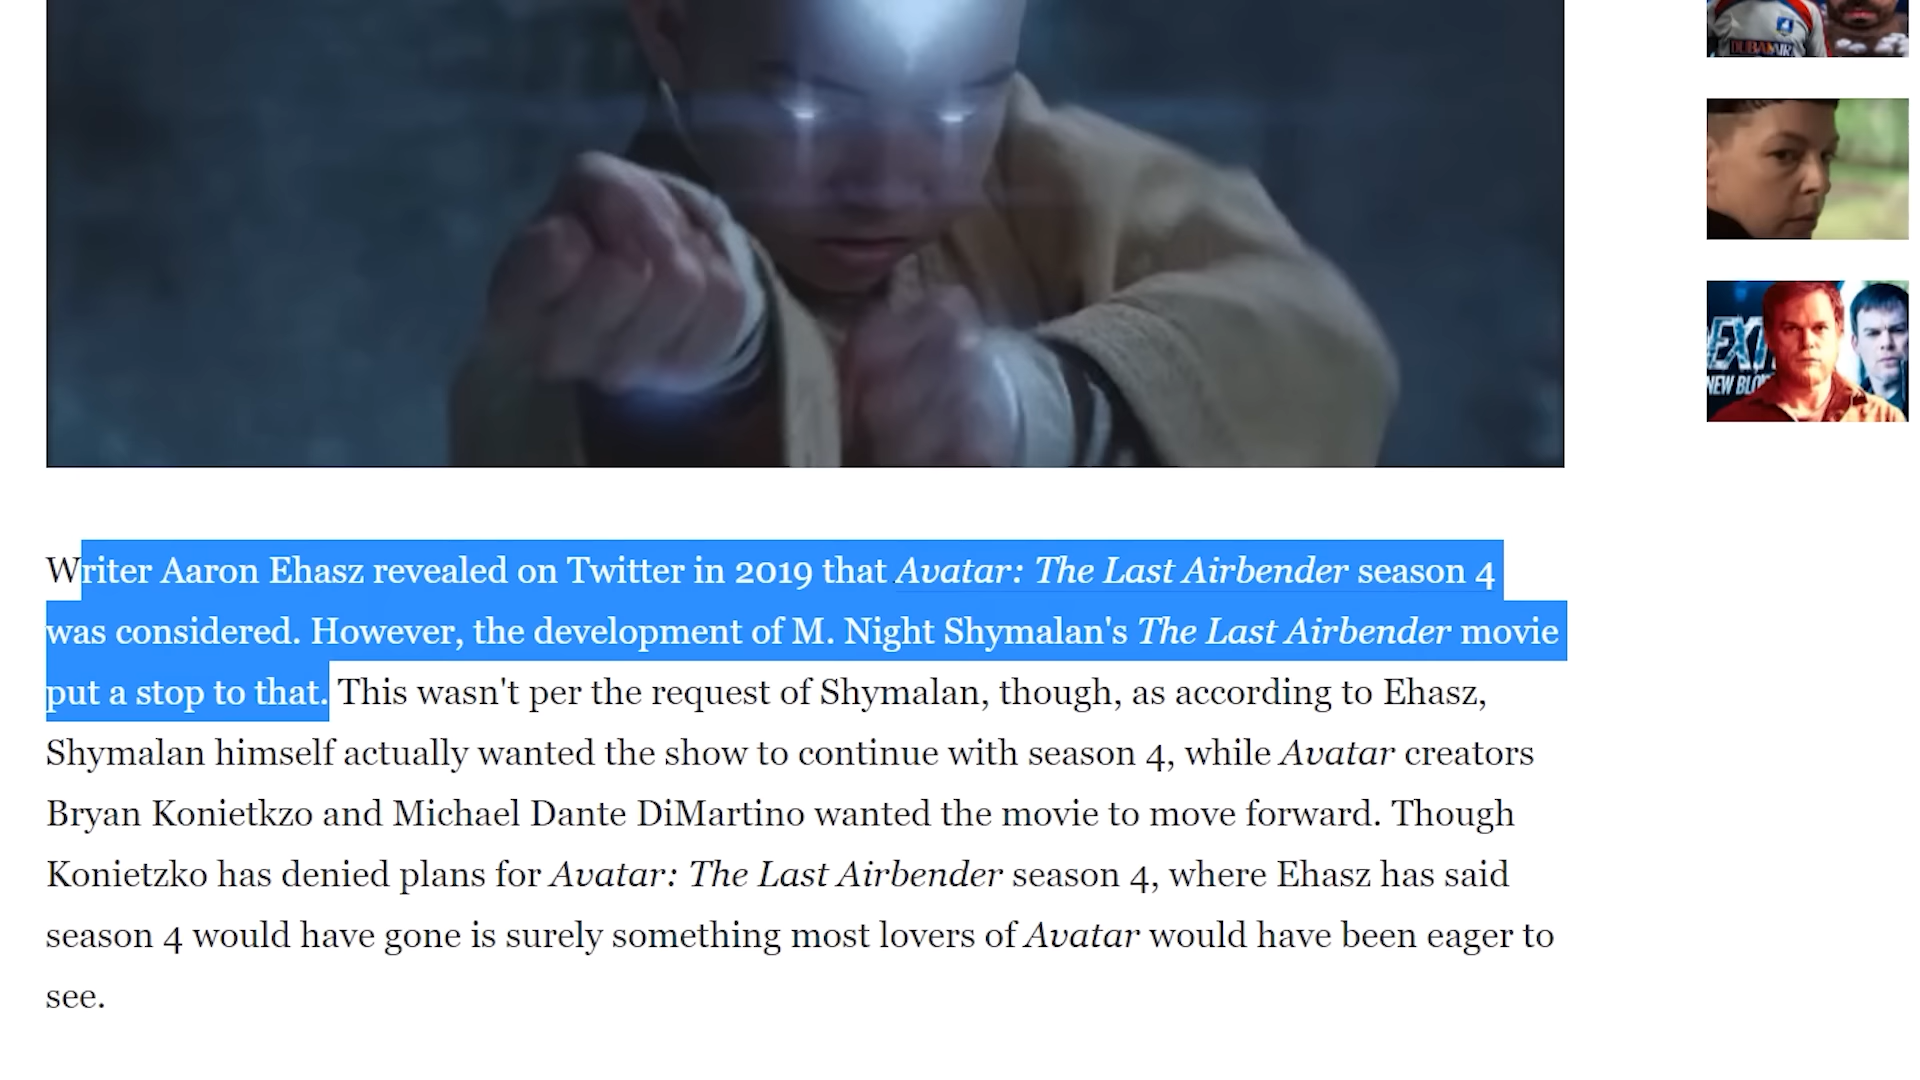 DUBAI AIR
EXT
NEW BLO
Writer Aaron Ehasz revealed on Twitter in 2019 that Avatar: The Last Airbender season 4
was considered. However, the development of M. Night Shymalan's The Last Airbender movie
put a stop to that. This wasn't per the request of Shymalan, though, as according to Ehasz,
Shymalan himself actually wanted the show to continue with season 4, while Avatar creators
Bryan Konietkzo and Michael Dante DiMartino wanted the movie to move forward. Though
Konietzko has denied plans for Avatar: The Last Airbender season 4, where Ehasz has said
season 4 would have gone is surely something most lovers of Avatar would have been eager to
see.